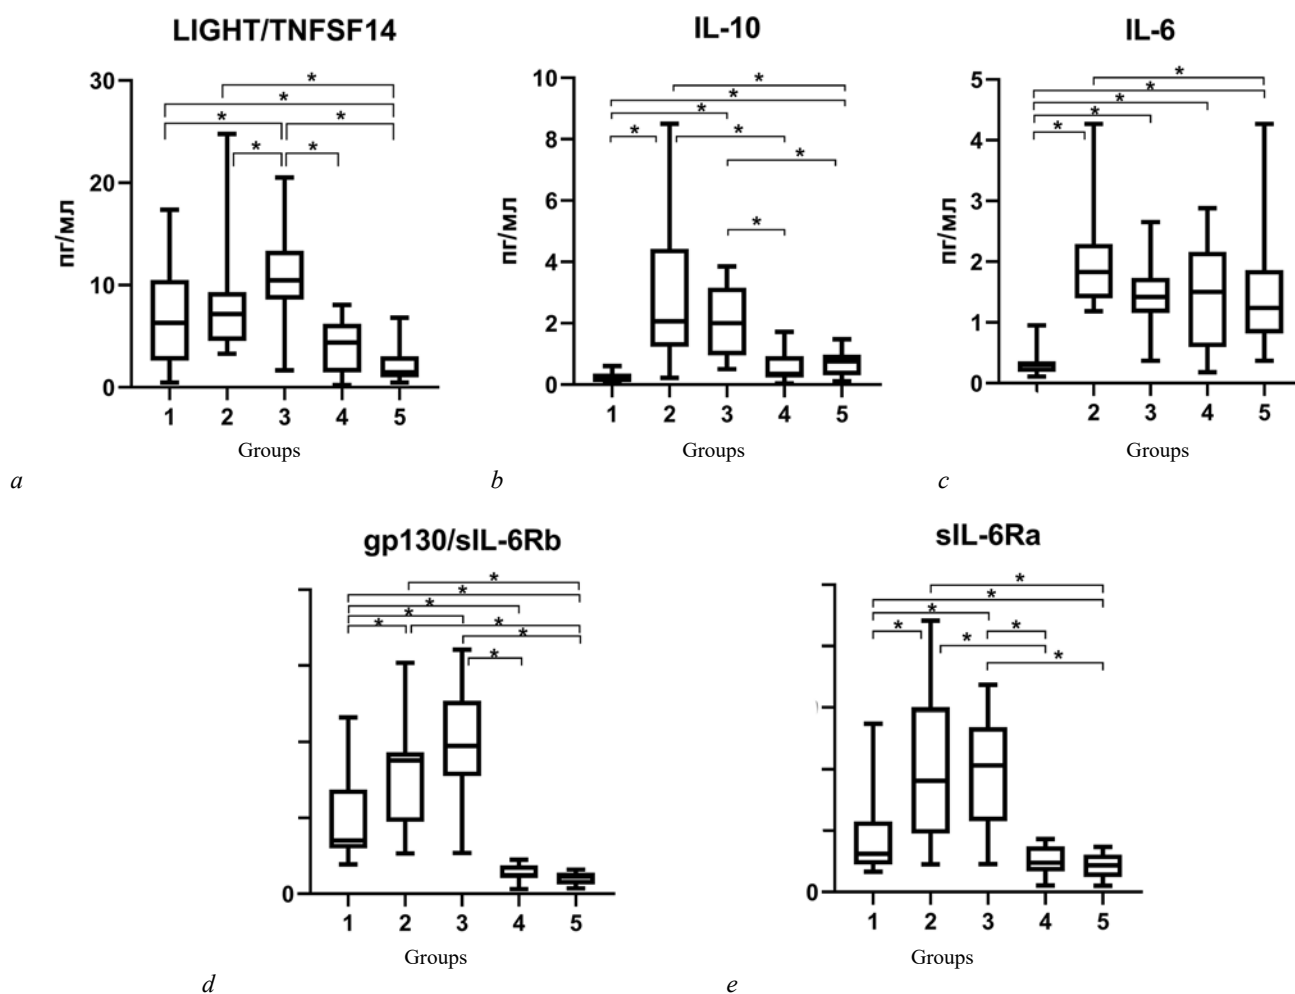 LIGHT/TNFSF14
30
20
10
0
пг/мл
* * * * * *
1 2 3 4 5
Groups
a
IL-10
10
8
6
4
2
0
пг/мл
* * * * * * *
1 2 3 4 5
Groups
b
IL-6
5
4
3
2
1
0
пг/мл
* * * * *
2 3 4 5
Groups
c
gp130/sIL-6Rb
0
* * * * * * * *
1 2 3 4 5
Groups
d
sIL-6Ra
0
* * * * * * *
1 2 3 4 5
Groups
e